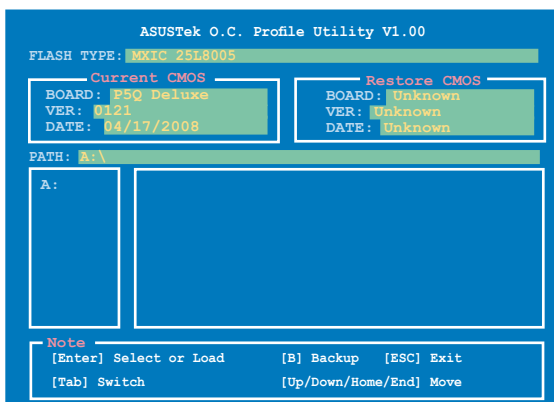 ASUSTek O.C. Profile Utility V1.00
FLASH TYPE: MXIC 25L8005
Current CMOS
BOARD: P5Q Deluxe
VER: 0121
DATE: 04/17/2008
Restore CMOS
BOARD: Unknown
VER: Unknown
DATE: Unknown
PATH: A:\
A:
Note
[Enter] Select or Load [B] Backup [ESC] Exit
[Tab] Switch [Up/Down/Home/End] Move